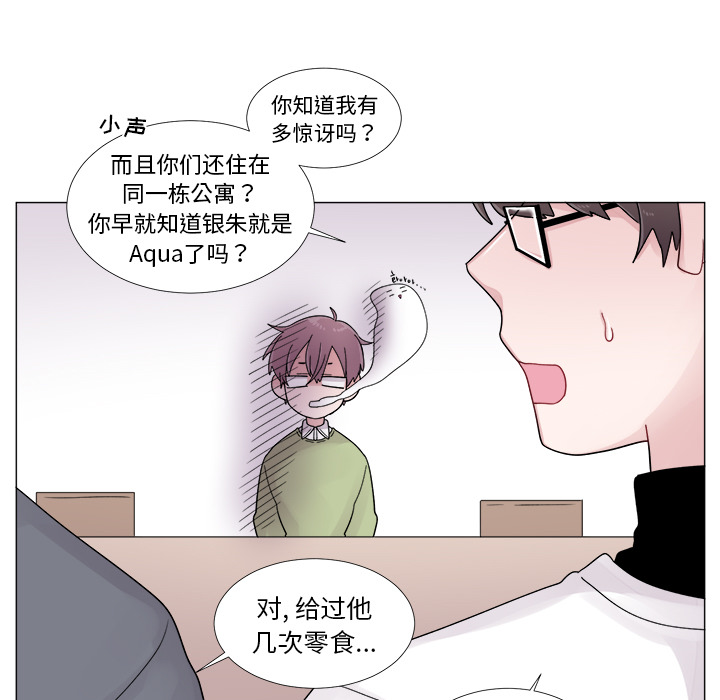 你知道我有
多惊讶吗？
小声
而且你们还住在
同一栋公寓？
你早就知道银朱就是
Aqua了吗？
对, 给过他
几次零食...